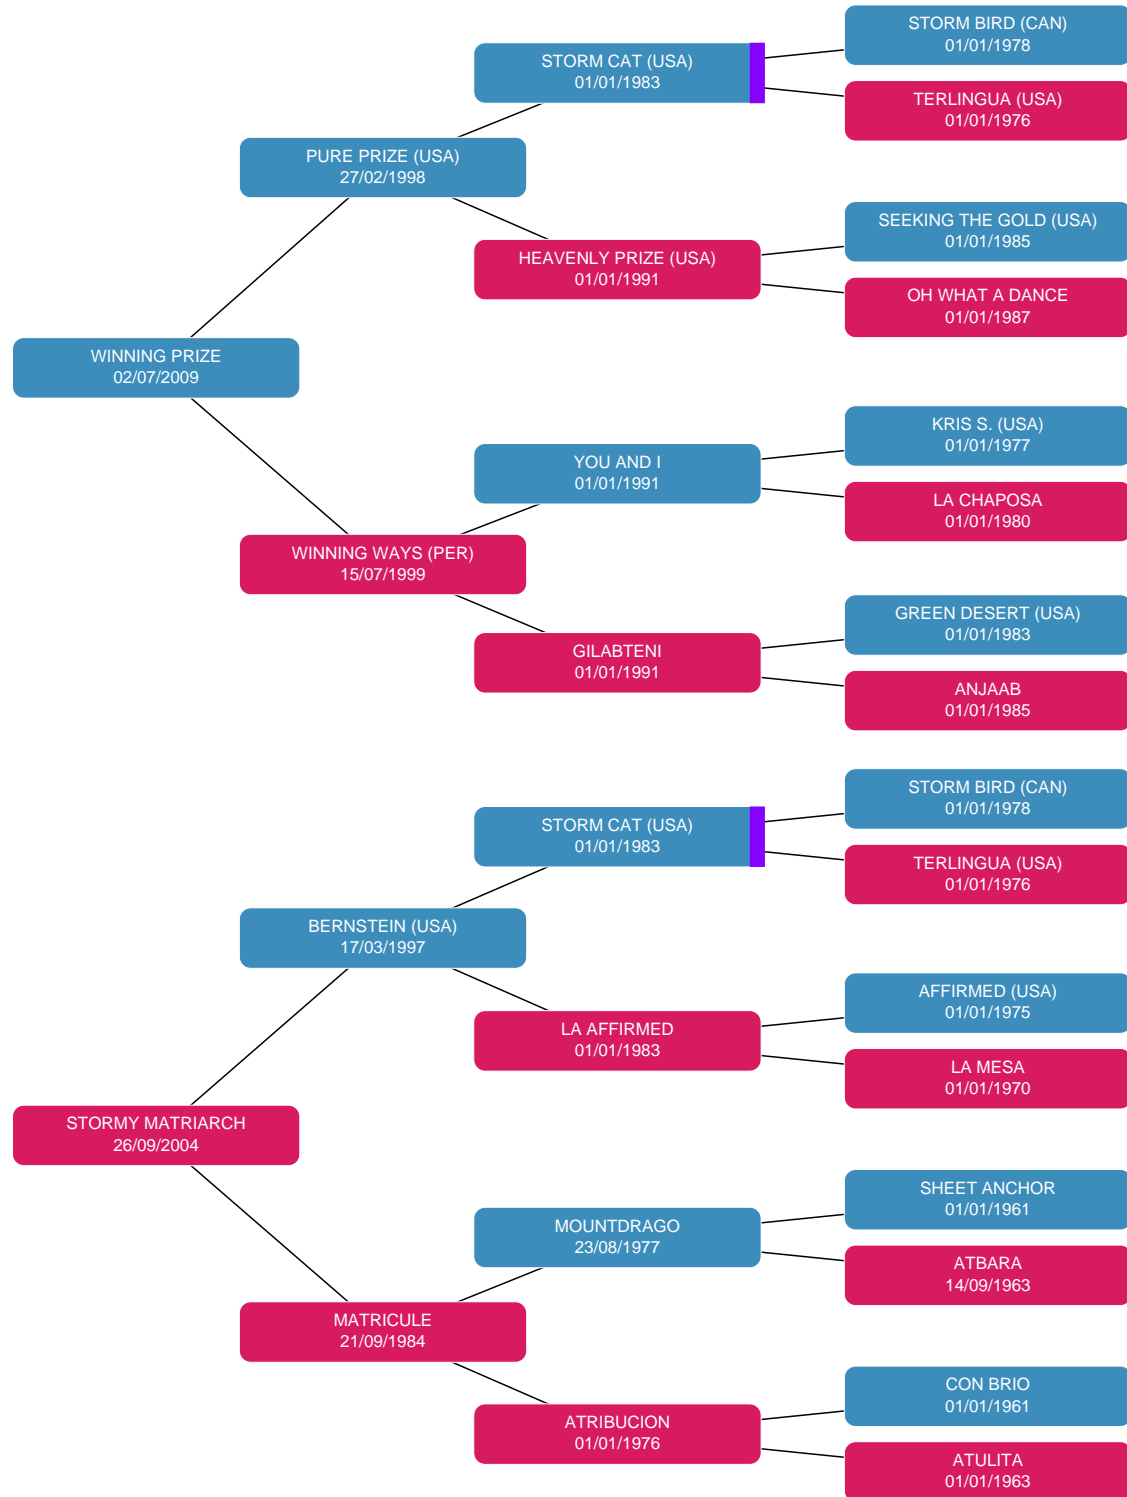 STORM BIRD (CAN)
01/01/1978
STORM CAT (USA)
01/01/1983
TERLINGUA (USA)
01/01/1976
PURE PRIZE (USA)
27/02/1998
SEEKING THE GOLD (USA)
01/01/1985
HEAVENLY PRIZE (USA)
01/01/1991
OH WHAT A DANCE
01/01/1987
WINNING PRIZE
02/07/2009
KRIS S. (USA)
01/01/1977
YOU AND I
01/01/1991
LA CHAPOSA
01/01/1980
WINNING WAYS (PER)
15/07/1999
GREEN DESERT (USA)
01/01/1983
GILABTENI
01/01/1991
ANJAAB
01/01/1985
STORM BIRD (CAN)
01/01/1978
STORM CAT (USA)
01/01/1983
TERLINGUA (USA)
01/01/1976
BERNSTEIN (USA)
17/03/1997
AFFIRMED (USA)
01/01/1975
LA AFFIRMED
01/01/1983
LA MESA
01/01/1970
STORMY MATRIARCH
26/09/2004
SHEET ANCHOR
01/01/1961
MOUNTDRAGO
23/08/1977
ATBARA
14/09/1963
MATRICULE
21/09/1984
CON BRIO
01/01/1961
ATRIBUCION
01/01/1976
ATULITA
01/01/1963